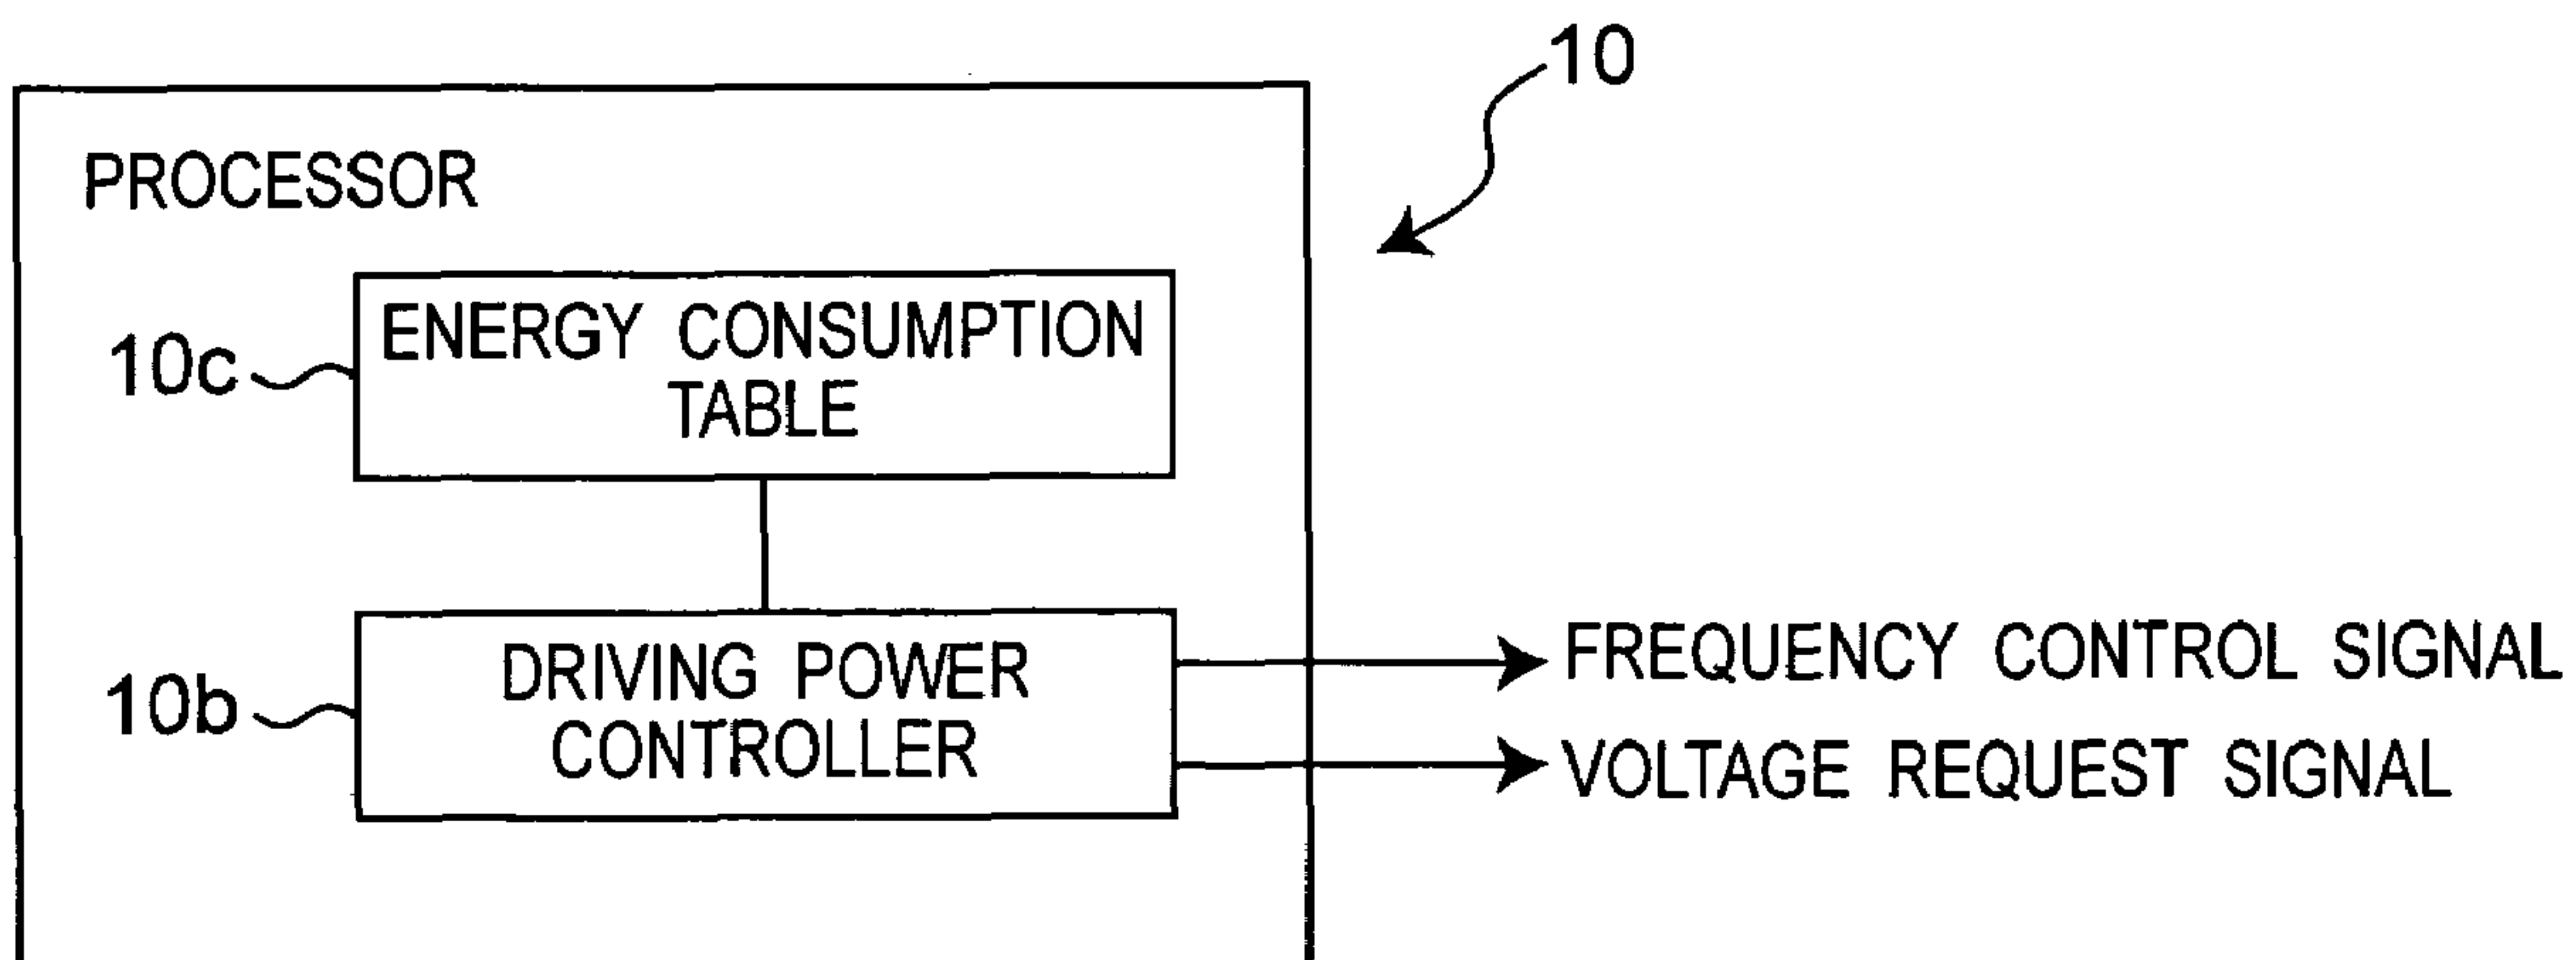 10
PROCESSOR
10c
ENERGY CONSUMPTION
TABLE
10b
DRIVING POWER
CONTROLLER
FREQUENCY CONTROL SIGNAL
VOLTAGE REQUEST SIGNAL